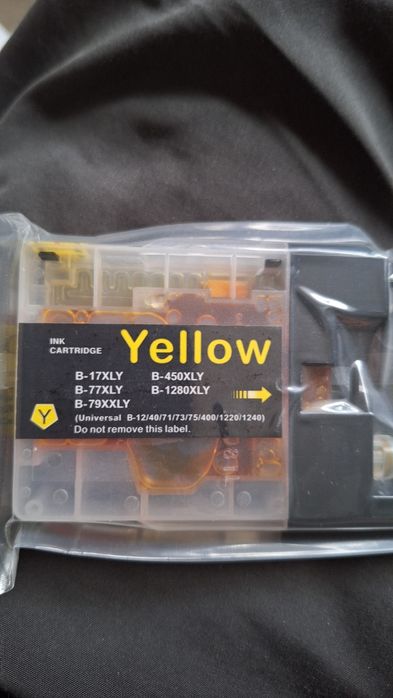 INK
CARTRIDGE
Yellow
B-17XLY B-450XLY
B-77XLY B-1280XLY
B-79XXLY
Y
(Universal B-12/40/71/73/75/400/1220/1240)
Do not remove this label.